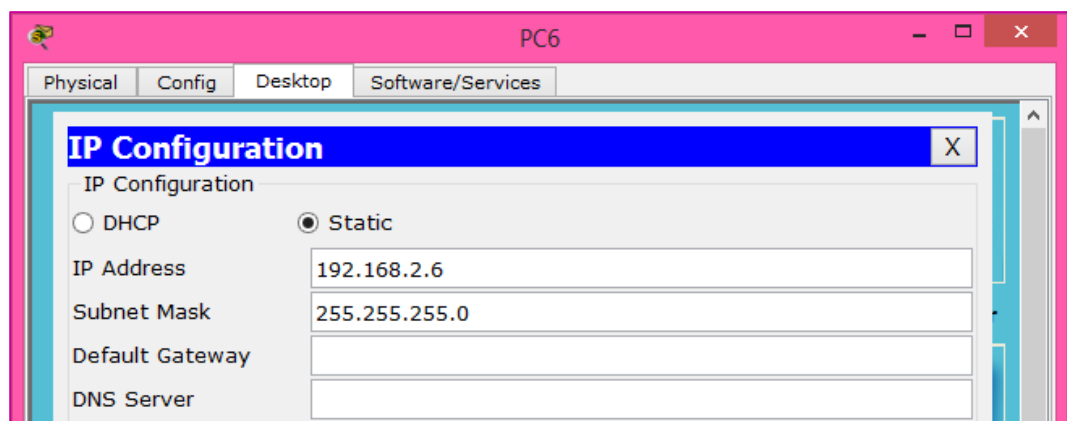 PC6
Physical Config Desktop Software/Services
IP Configuration X
IP Configuration
DHCP Static
IP Address 192.168.2.6
Subnet Mask 255.255.255.0
Default Gateway
DNS Server